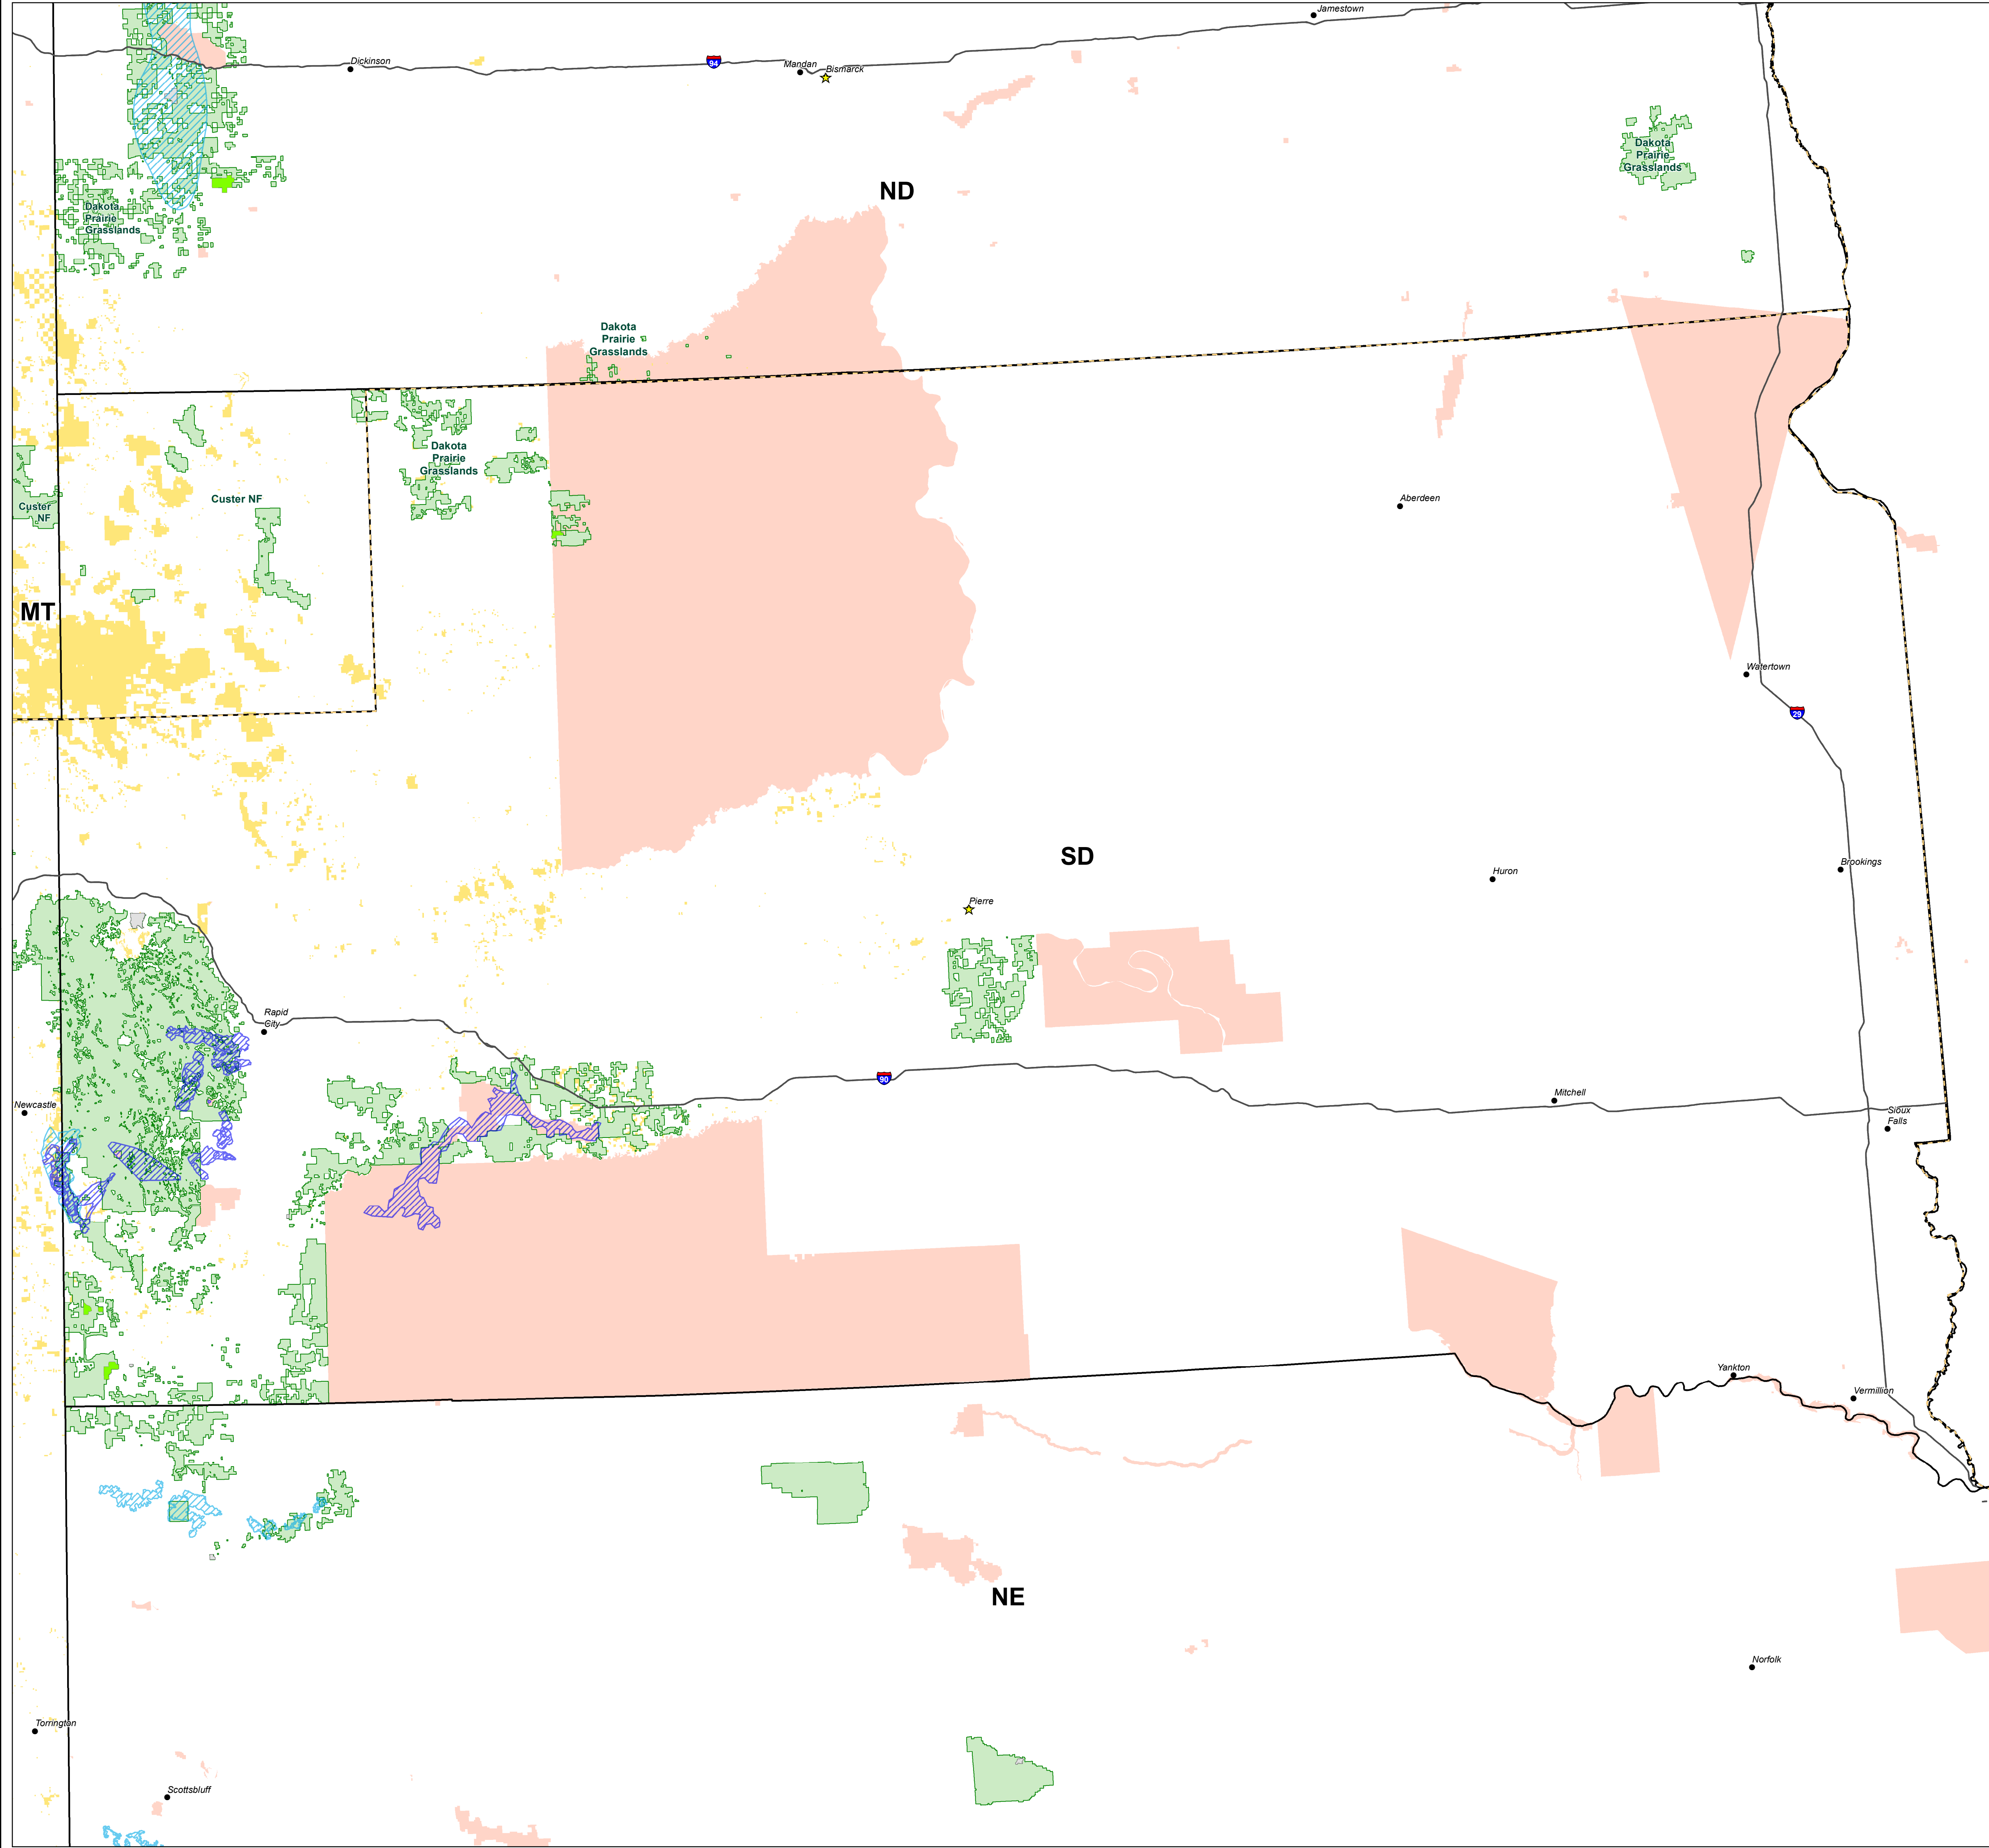 Jamestown
Dickinson
94
Mandan
Bismarck
Dakota
Prairie
Grasslands
ND
Dakota
Prairie
Grasslands
Dakota
Prairie
Grasslands
Dakota
Prairie
Grasslands
Custer NF
Custer
NF
Aberdeen
MT
Watertown
29
SD
Brookings
Huron
Pierre
Rapid
City
90
Newcastle
Mitchell
Sioux
Falls
Yankton
Vermillion
NE
Norfolk
Torrington
Scottsbluff